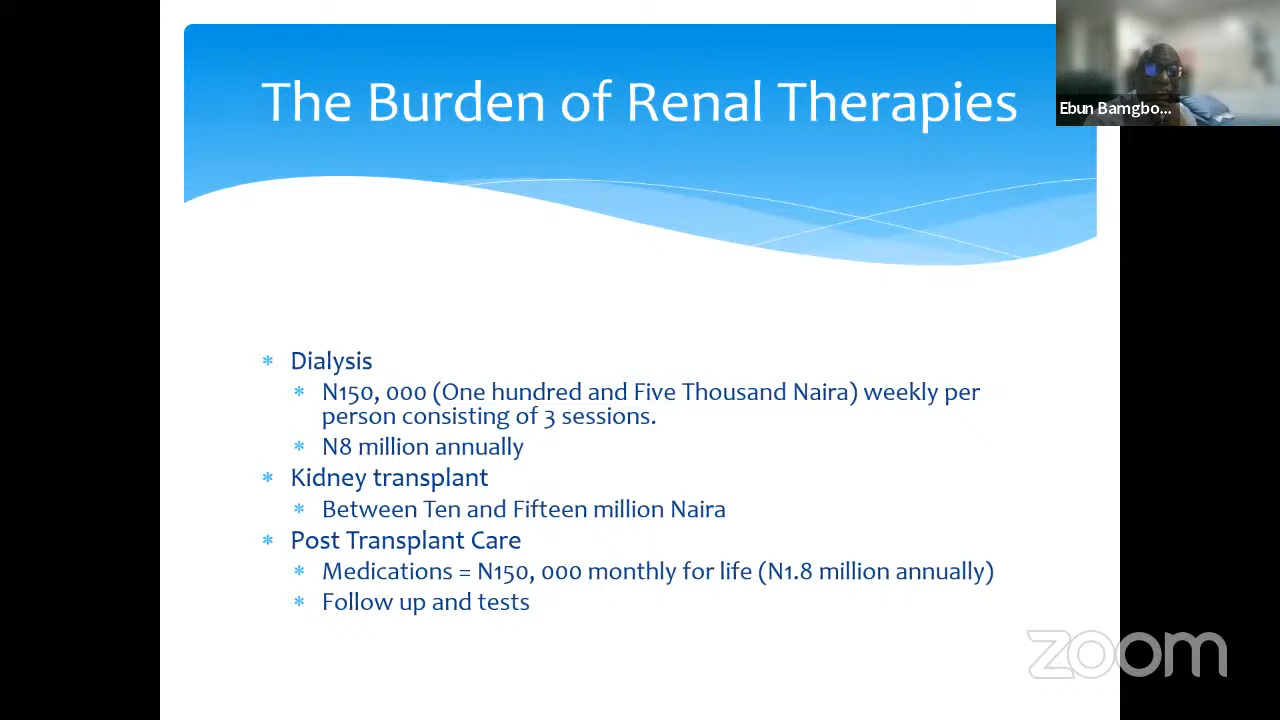 The Burden of Renal Therapies
Ebun Bamgbo...
* Dialysis
* N150, 000 (One hundred and Five Thousand Naira) weekly per
person consisting of 3 sessions.
* N8 million annually
* Kidney transplant
* Between Ten and Fifteen million Naira
* Post Transplant Care
* Medications = N150, 000 monthly for life (N1.8 million annually)
* Follow up and tests
zoom